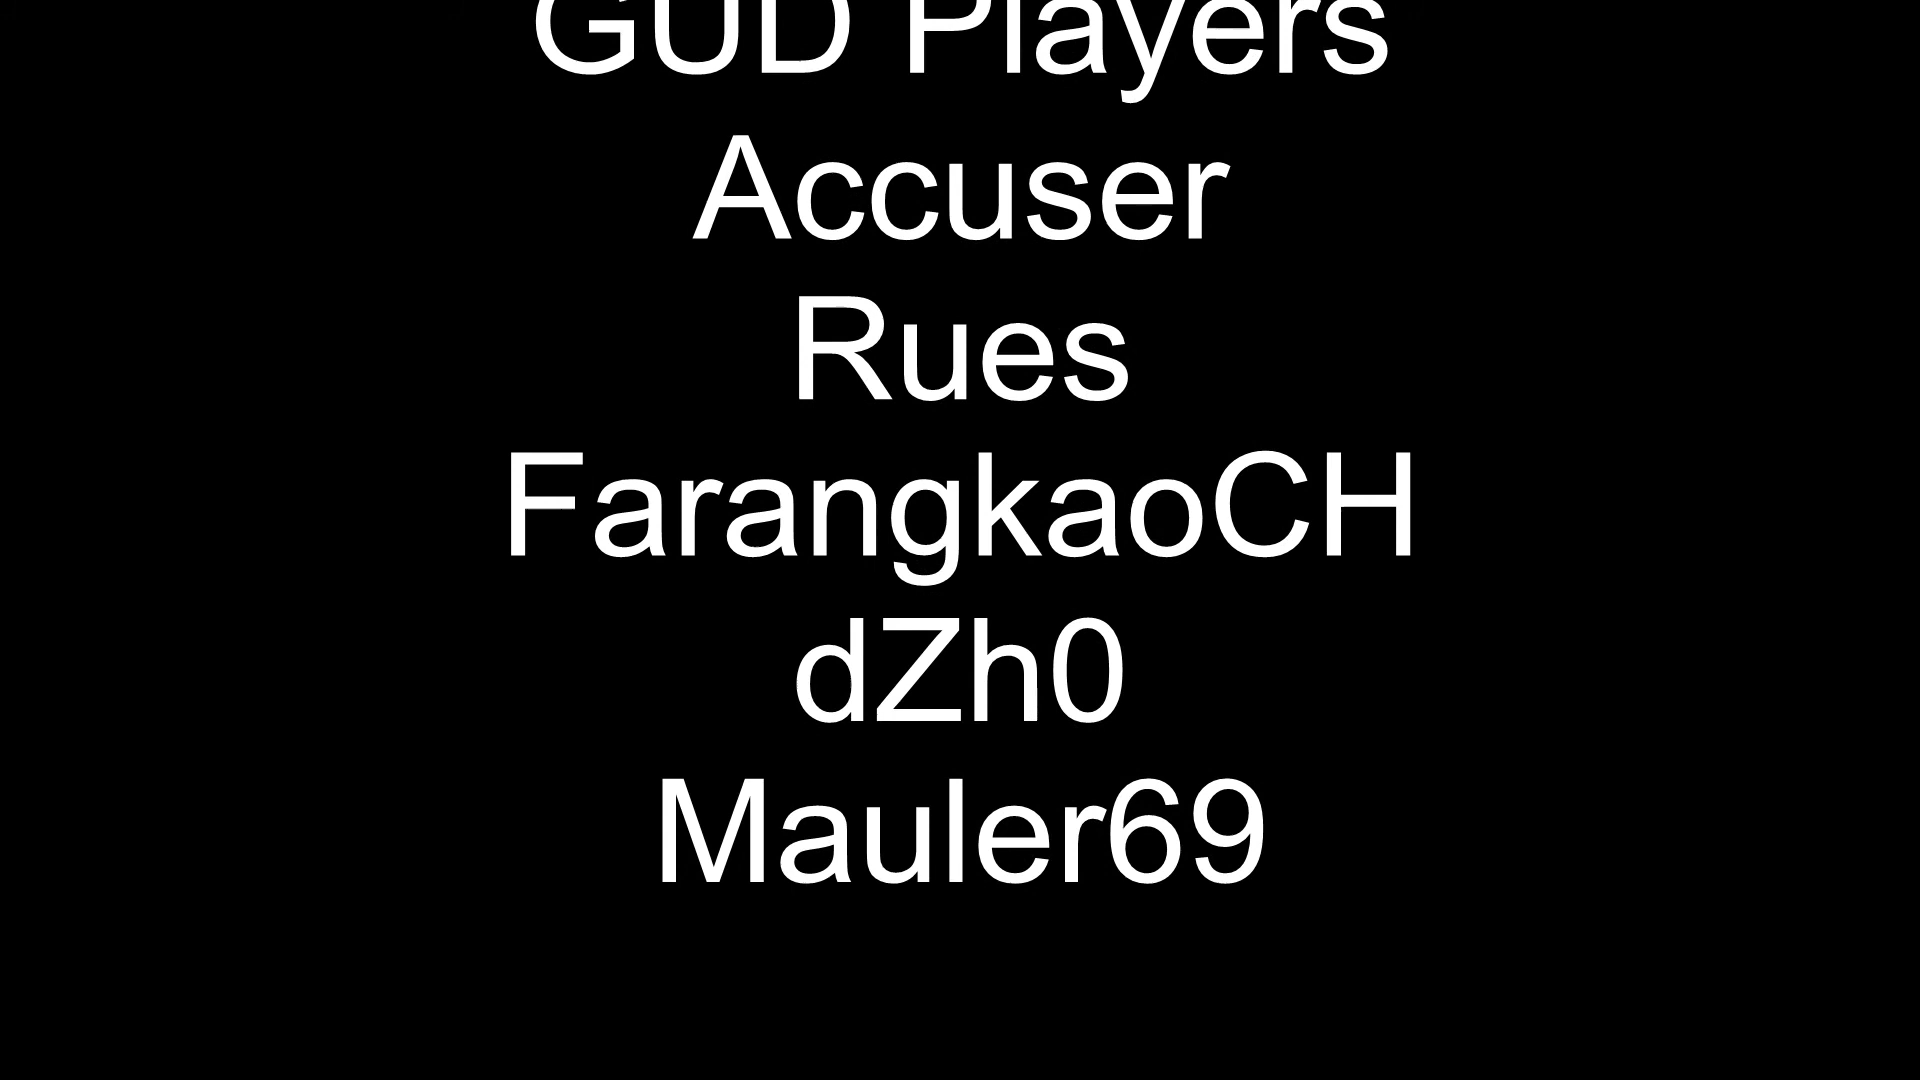 GUD Players
Accuser
Rues
FarangkaoCH
dZh0
Mauler69